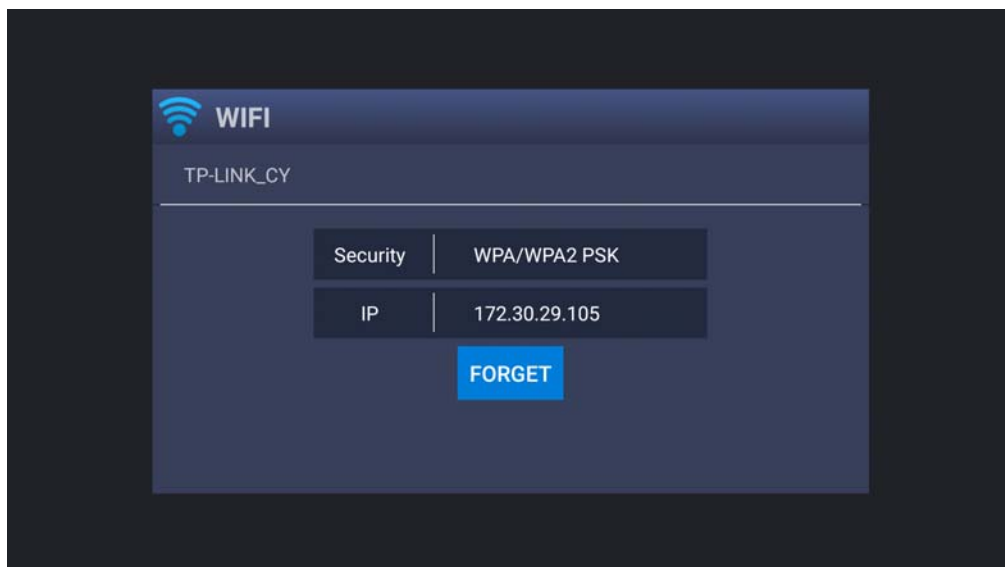 WIFI
TP-LINK_CY
Security WPA/WPA2 PSK
IP 172.30.29.105
FORGET